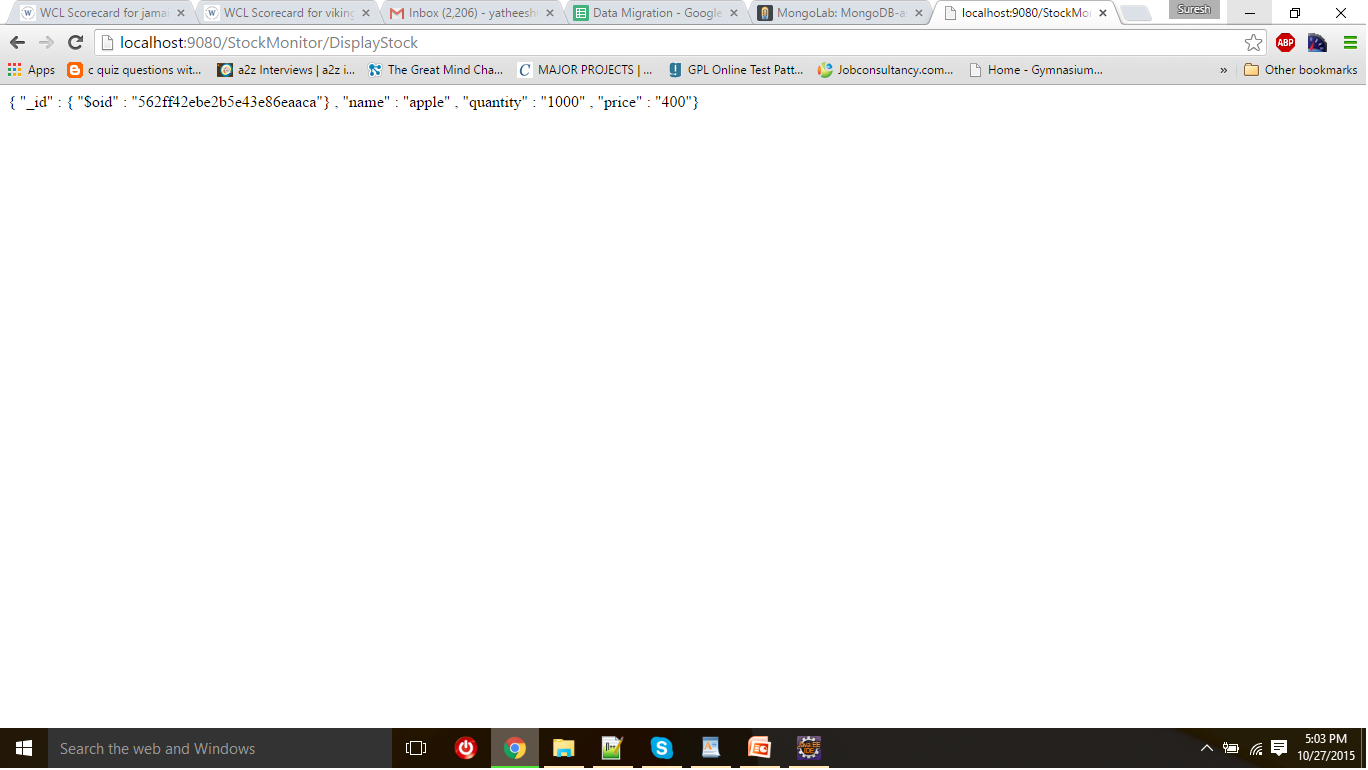 WCL Scorecard for jama
WCL Scorecard for viking
Inbox (2,206) - yatheesh
Data Migration - Google
MongoLab: MongoDB-a
localhost:9080/StockMon
Suresh
localhost:9080/StockMonitor/DisplayStock
ABP
Apps
c quiz questions wit...
a2z Interviews | a2z i...
The Great Mind Cha...
MAJOR PROJECTS | ...
GPL Online Test Patt...
Jobconsultancy.com...
Home - Gymnasium...
»
Other bookmarks
{ "_id" : { "$oid" : "562ff42ebe2b5e43e86eaaca"} , "name" : "apple" , "quantity" : "1000" , "price" : "400"}
Search the web and Windows
5:03 PM
10/27/2015